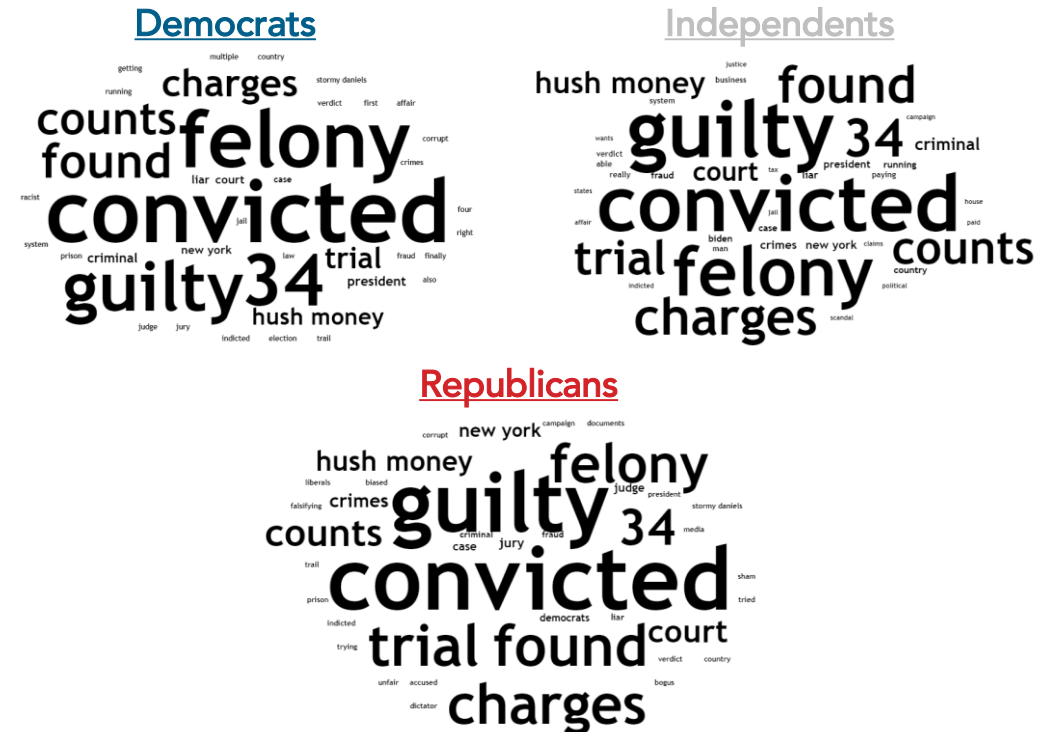 Democrats
multiple country
getting
charges stormy daniels
running
verdict first affair
counts felony
corrupt
found
crimes
liar court case
racist
convicted
four
jail
right
system
new york
prison criminal
law trial fraud finally
guilty 34
president also
hush money
judge jury
indicted election trail
Independents
justice
hush money business found
system
guilty 34
campaign
wants
criminal
verdict
able
president running
really fraud court tax liar paying
states
convicted
house
jail
affair
case
paid
biden
man
crimes new york claims
counts
trial felony
country
indicted
political
charges
scandal
Republicans
campaign documents
corrupt new york
hush money felony
liberals biased
guilty judge
president
falsifying crimes
stormy daniels
counts
34
media
criminal fraud
case jury
trail
convicted
sham
prison
tried
democrats liar
indicted
trial found court
trying
verdict country
unfair accused
bogus
dictator charges